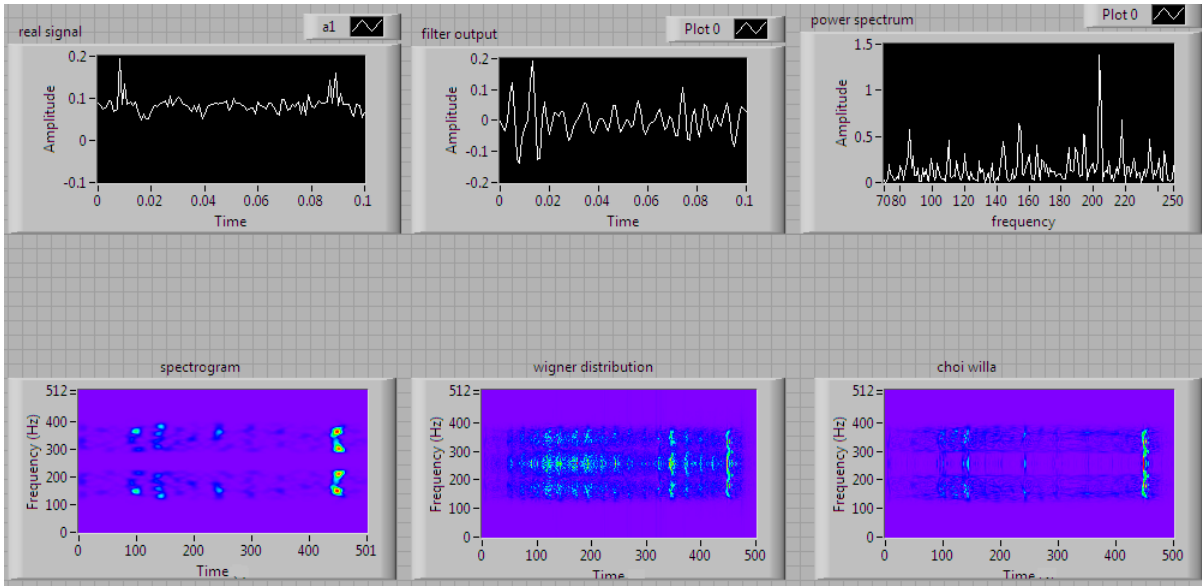 real signal
a1
Amplitude
0.2
0.1
0
-0.1
0 0.02 0.04 0.06 0.08 0.1
Time
filter output
Plot 0
Amplitude
0.2
0.1
0
-0.1
-0.2
0 0.02 0.04 0.06 0.08 0.1
Time
power spectrum
Plot 0
Amplitude
1.5
1
0.5
0
70 80 100 120 140 160 180 200 220 250
frequency
spectrogram
Frequency (Hz)
512
400
300
200
100
0
0 100 200 300 400 501
Time
wigner distribution
Frequency (Hz)
512
400
300
200
100
0
0 100 200 300 400 500
Time
choi willa
Frequency (Hz)
512
400
300
200
100
0
0 100 200 300 400 500
Time